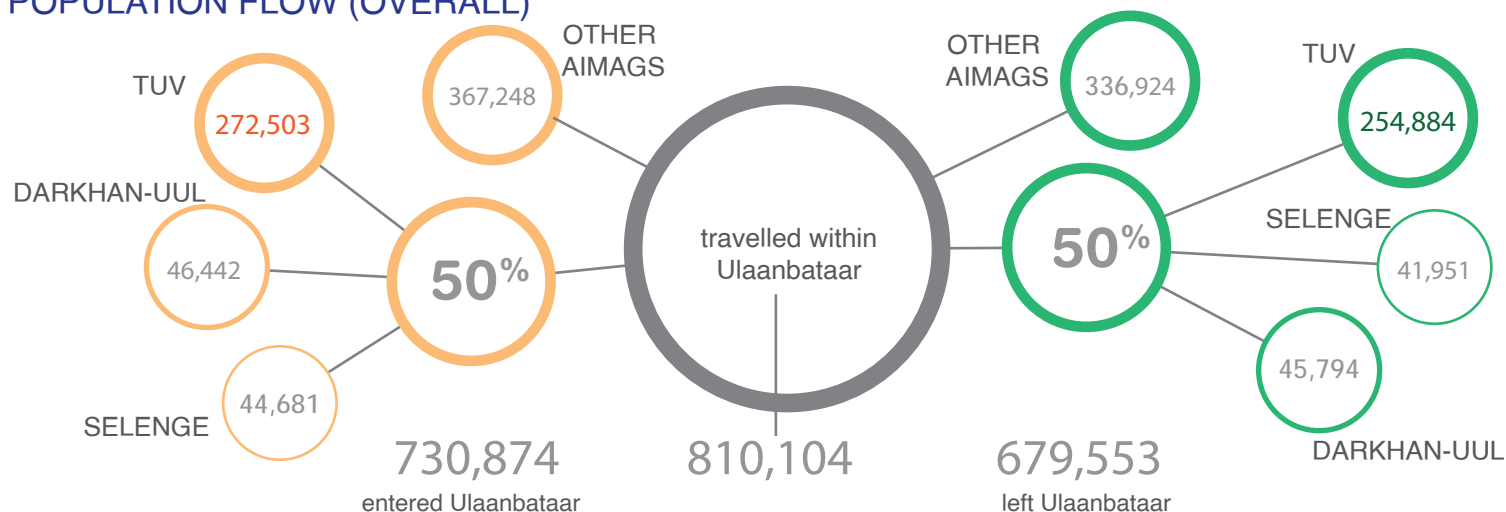 POPULATION FLOW (OVERALL)
OTHER
AIMAGS
367,248
TUV
272,503
DARKHAN-UUL
46,442
50%
SELENGE
44,681
730,874
entered Ulaanbataar
travelled within
Ulaanbataar
810,104
OTHER
AIMAGS
336,924
TUV
254,884
50%
SELENGE
41,951
45,794
DARKHAN-UUL
679,553
left Ulaanbataar